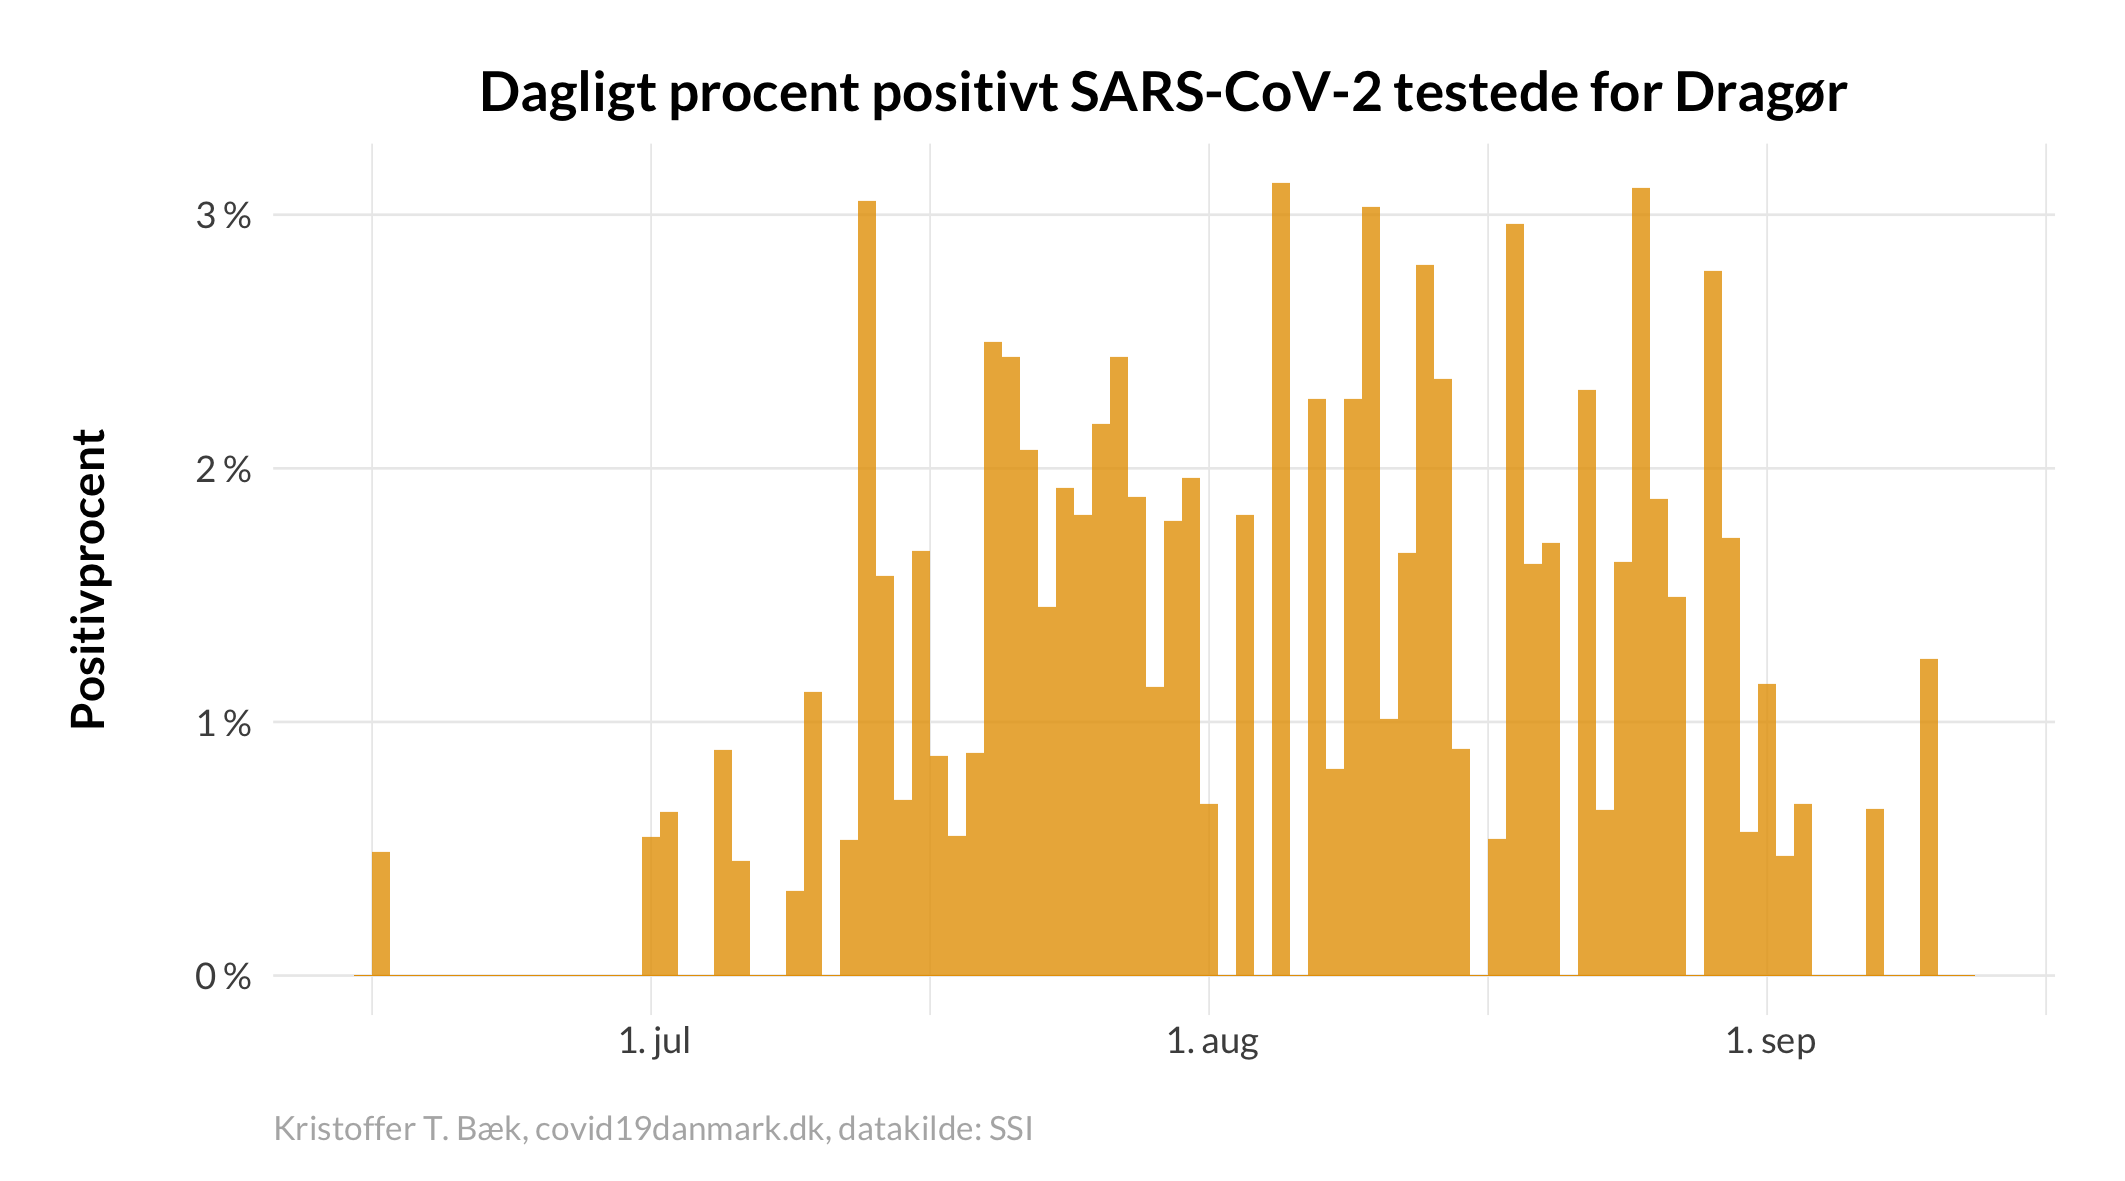 Dagligt procent positivt SARS-CoV-2 testede for Dragør
Positivprocent
3 %
2 %
1 %
0 %
1. jul
1. aug
1. sep
Kristoffer T. Bæk, covid19danmark.dk, datakilde: SSI